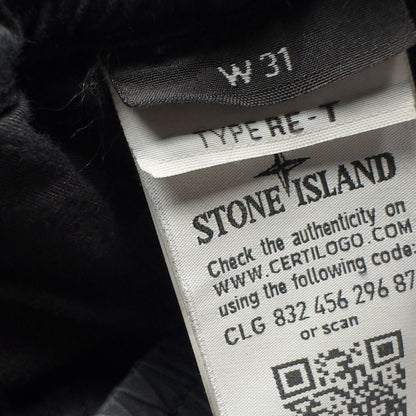 W 31
TYPE RE-T
STONE ISLAND
Check the authenticity on
WWW.CERTILOGO.COM
using the following code:
CLG 832 456 296 87
or scan